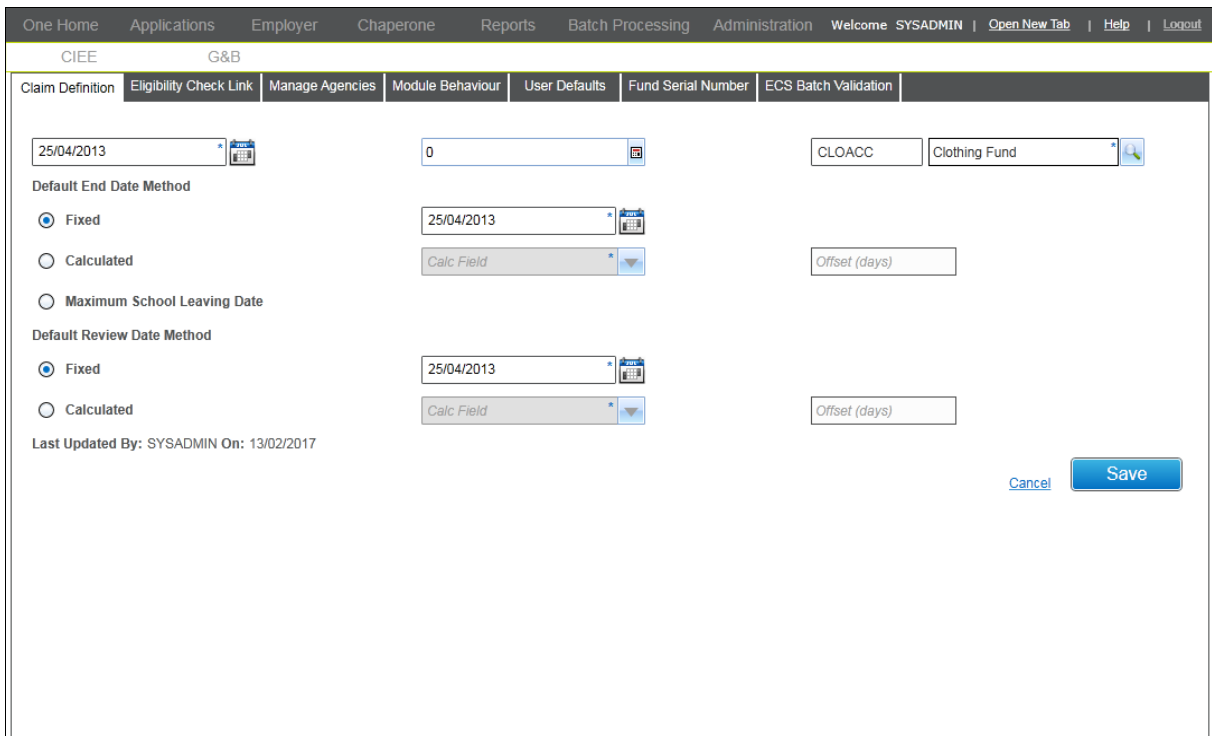 One Home Applications Employer Chaperone Reports Batch Processing Administration Welcome SYSADMIN | Open New Tab | Help | Logout
CIEE G&B
Claim Definition Eligibility Check Link Manage Agencies Module Behaviour User Defaults Fund Serial Number ECS Batch Validation
25/04/2013 * 0 CLOACC Clothing Fund *
Default End Date Method
Fixed 25/04/2013 *
Calculated Calc Field * Offset (days)
Maximum School Leaving Date
Default Review Date Method
Fixed 25/04/2013 *
Calculated Calc Field * Offset (days)
Last Updated By: SYSADMIN On: 13/02/2017
Cancel Save